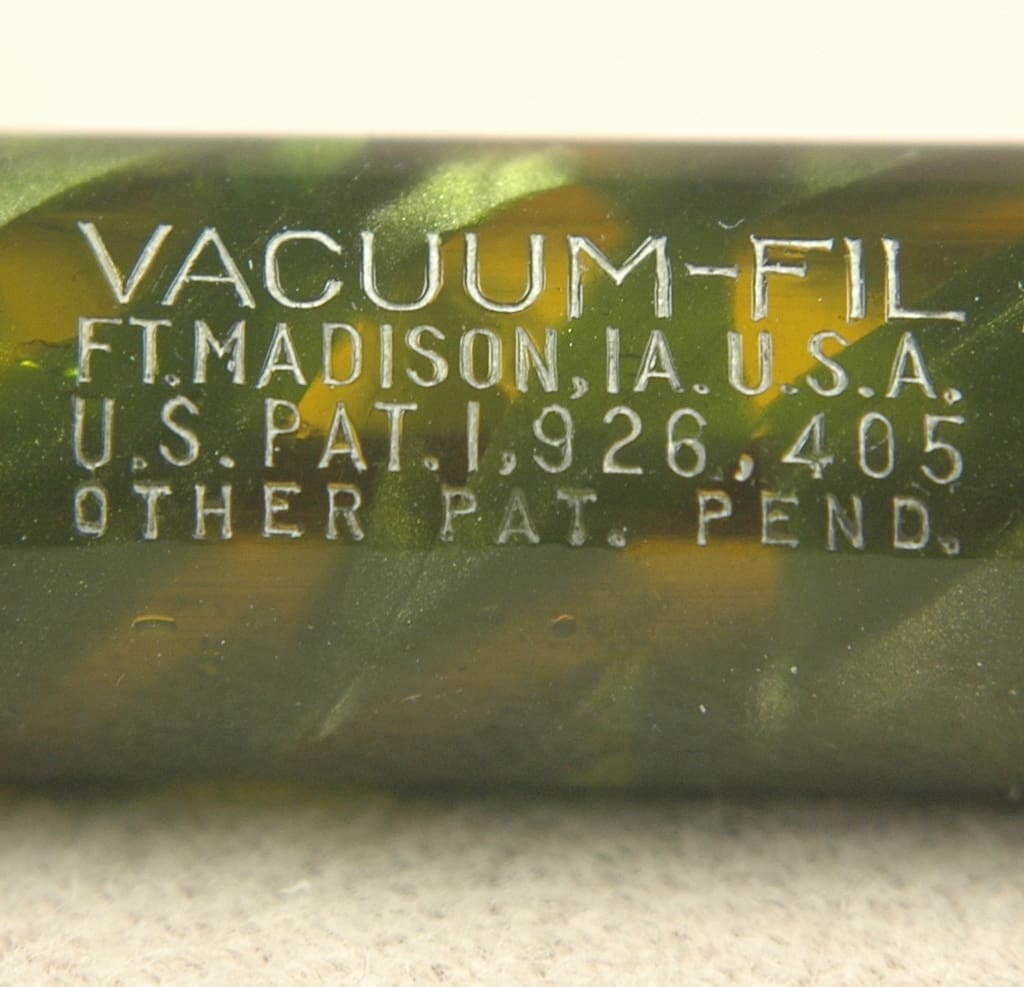 VACUUM-FIL
FT.MADISON,IA.U.S.A.
U.S.PAT.1,926,405
OTHER PAT. PEND.